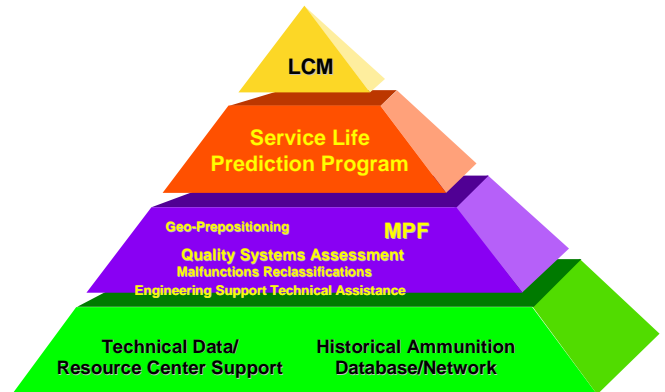 LCM
Service Life
Prediction Program
Geo-Prepositioning
MPF
Quality Systems Assessment
Malfunctions Reclassifications
Engineering Support Technical Assistance
Technical Data/
Resource Center Support
Historical Ammunition
Database/Network